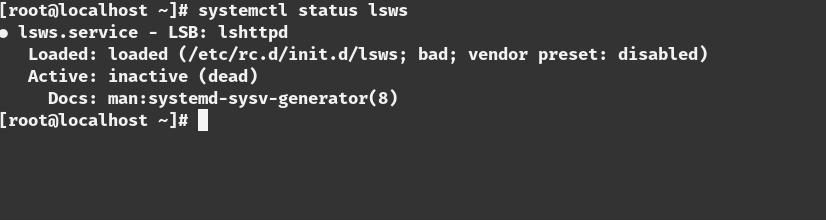 [root@localhost ~]# systemctl status lsws
● lsws.service - LSB: lshttpd
   Loaded: loaded (/etc/rc.d/init.d/lsws; bad; vendor preset: disabled)
   Active: inactive (dead)
     Docs: man:systemd-sysv-generator(8)
[root@localhost ~]#